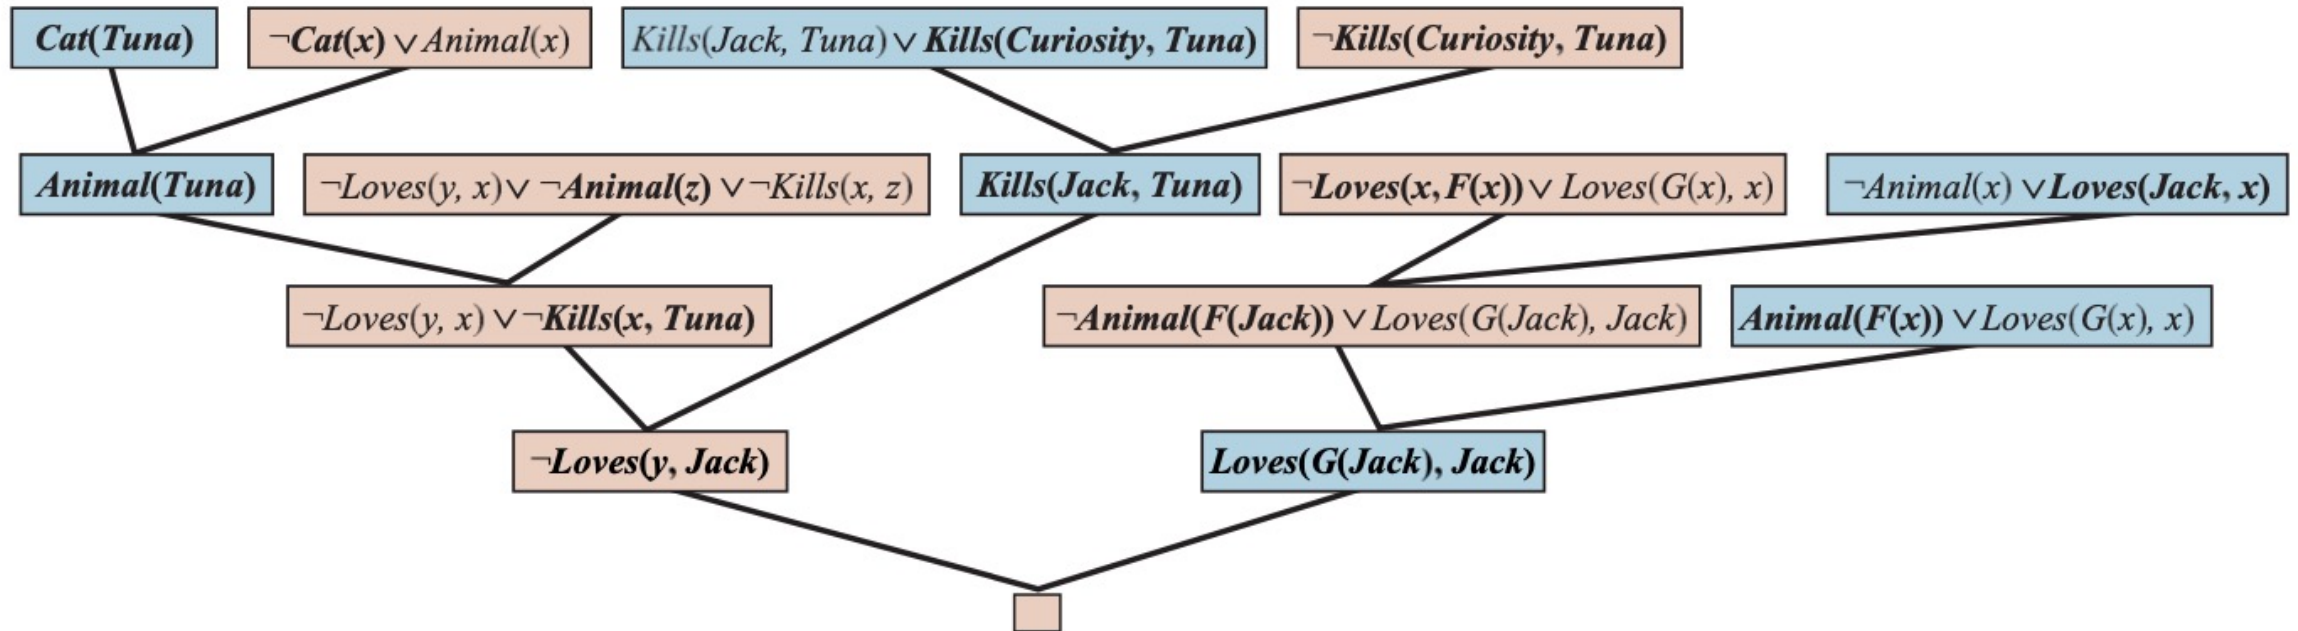 Cat(Tuna) ¬Cat(x) ∨ Animal(x) Kills(Jack, Tuna) ∨ Kills(Curiosity, Tuna) ¬Kills(Curiosity, Tuna)
Animal(Tuna) ¬Loves(y, x) ∨ ¬Animal(z) ∨ ¬Kills(x, z) Kills(Jack, Tuna) ¬Loves(x, F(x)) ∨ Loves(G(x), x) ¬Animal(x) ∨ Loves(Jack, x)
¬Loves(y, x) ∨ ¬Kills(x, Tuna) ¬Animal(F(Jack)) ∨ Loves(G(Jack), Jack) Animal(F(x)) ∨ Loves(G(x), x)
¬Loves(y, Jack) Loves(G(Jack), Jack)